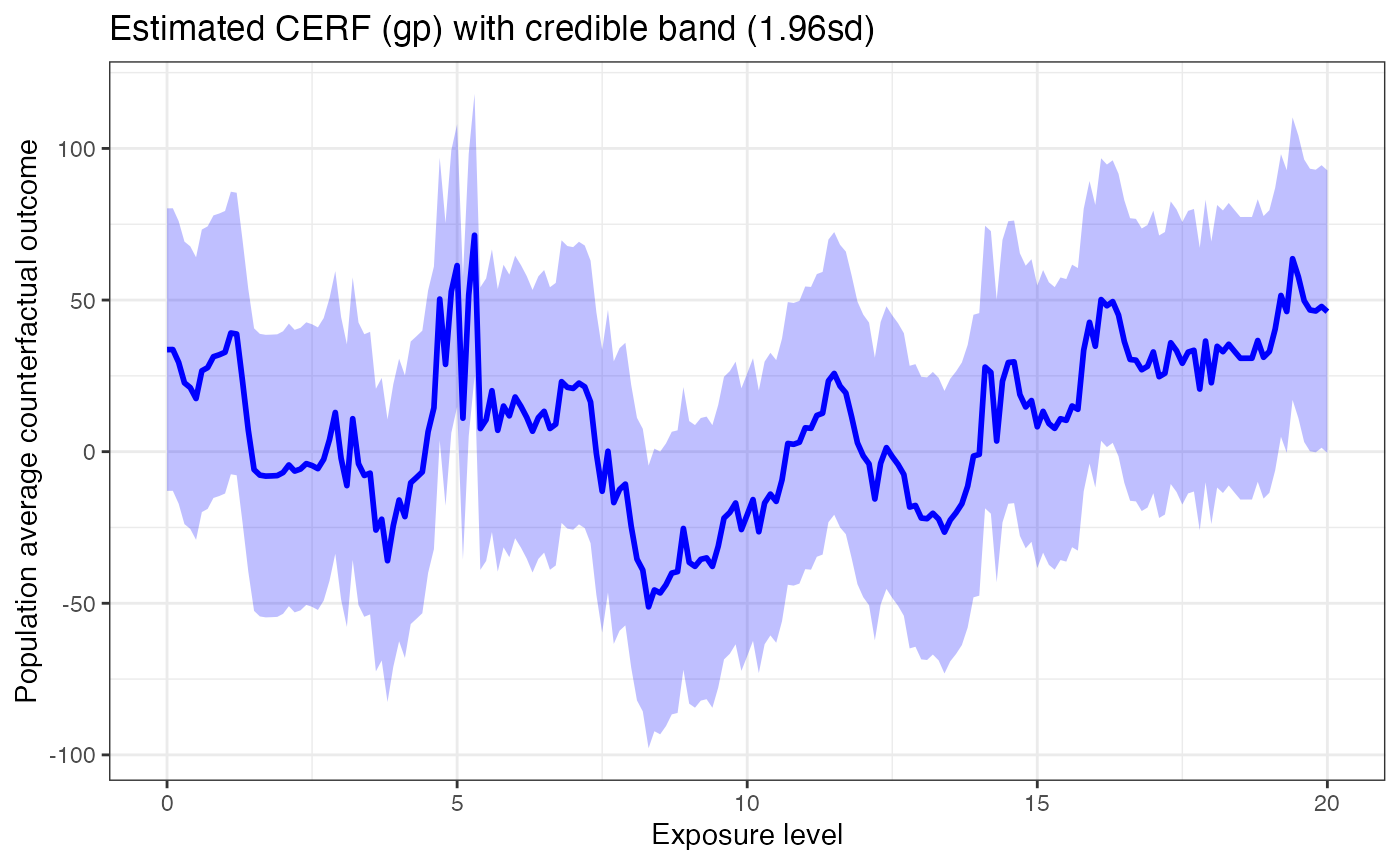 Estimated CERF (gp) with credible band (1.96sd)
Population average counterfactual outcome
100
50
0
-50
-100
0 5 10 15 20
Exposure level